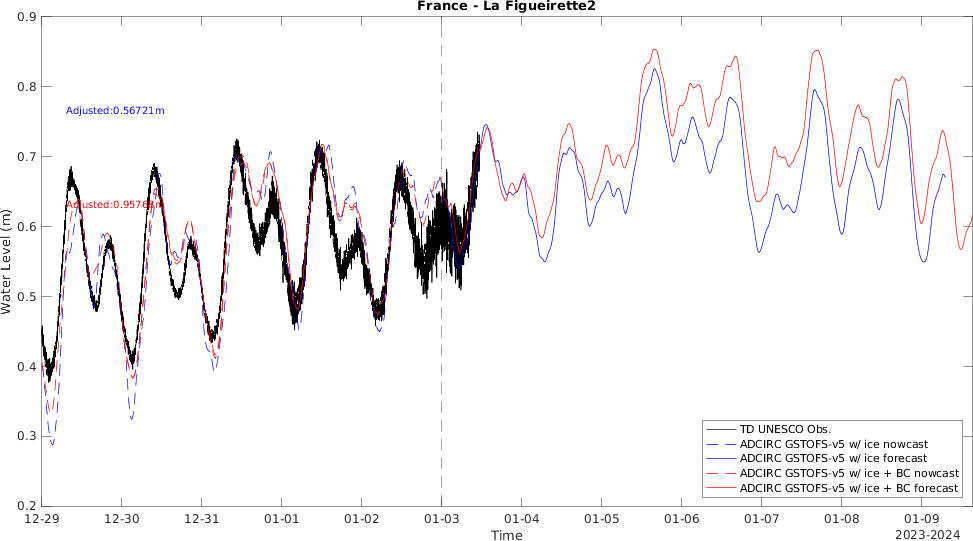 France - La Figueirette2
0.9
0.8
0.7
0.6
0.5
0.4
0.3
0.2
Water Level (m)
Adjusted:0.56721m
TD UNESCO Obs.
ADCIRC GSTOFS-v5 w/ ice nowcast
ADCIRC GSTOFS-v5 w/ ice forecast
ADCIRC GSTOFS-v5 w/ ice + BC nowcast
ADCIRC GSTOFS-v5 w/ ice + BC forecast
12-29 12-30 12-31 01-01 01-02 01-03 01-04 01-05 01-06 01-07 01-08 01-09
Time
2023-2024